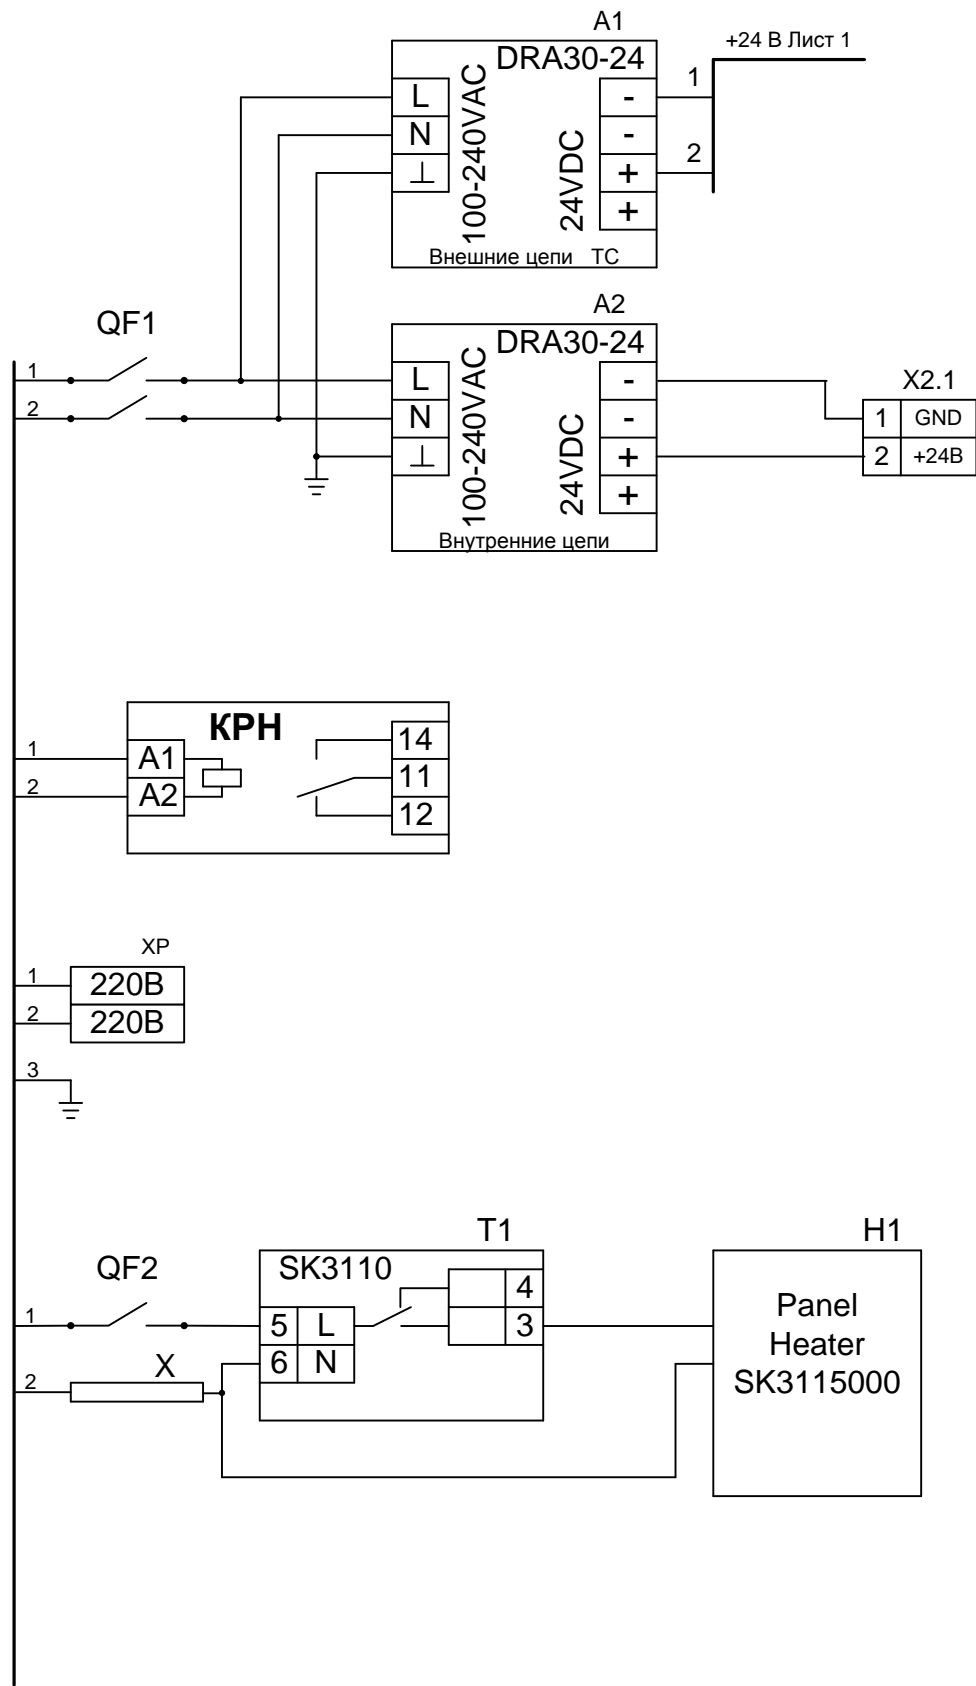 A1
+24 В Лист 1
DRA30-24
L
N
⊥
100-240VAC
24VDC
-
-
+
+
1
2
Внешние цепи ТС
QF1
1
2
A2
DRA30-24
L
N
⊥
100-240VAC
24VDC
-
-
+
+
Внутренние цепи
X2.1
1 GND
2 +24В
КРН
1
2
A1
A2
14
11
12
XP
1
220В
2
220В
3
T1
H1
QF2
SK3110
1
5 L
6 N
4
3
2
X
Panel
Heater
SK3115000